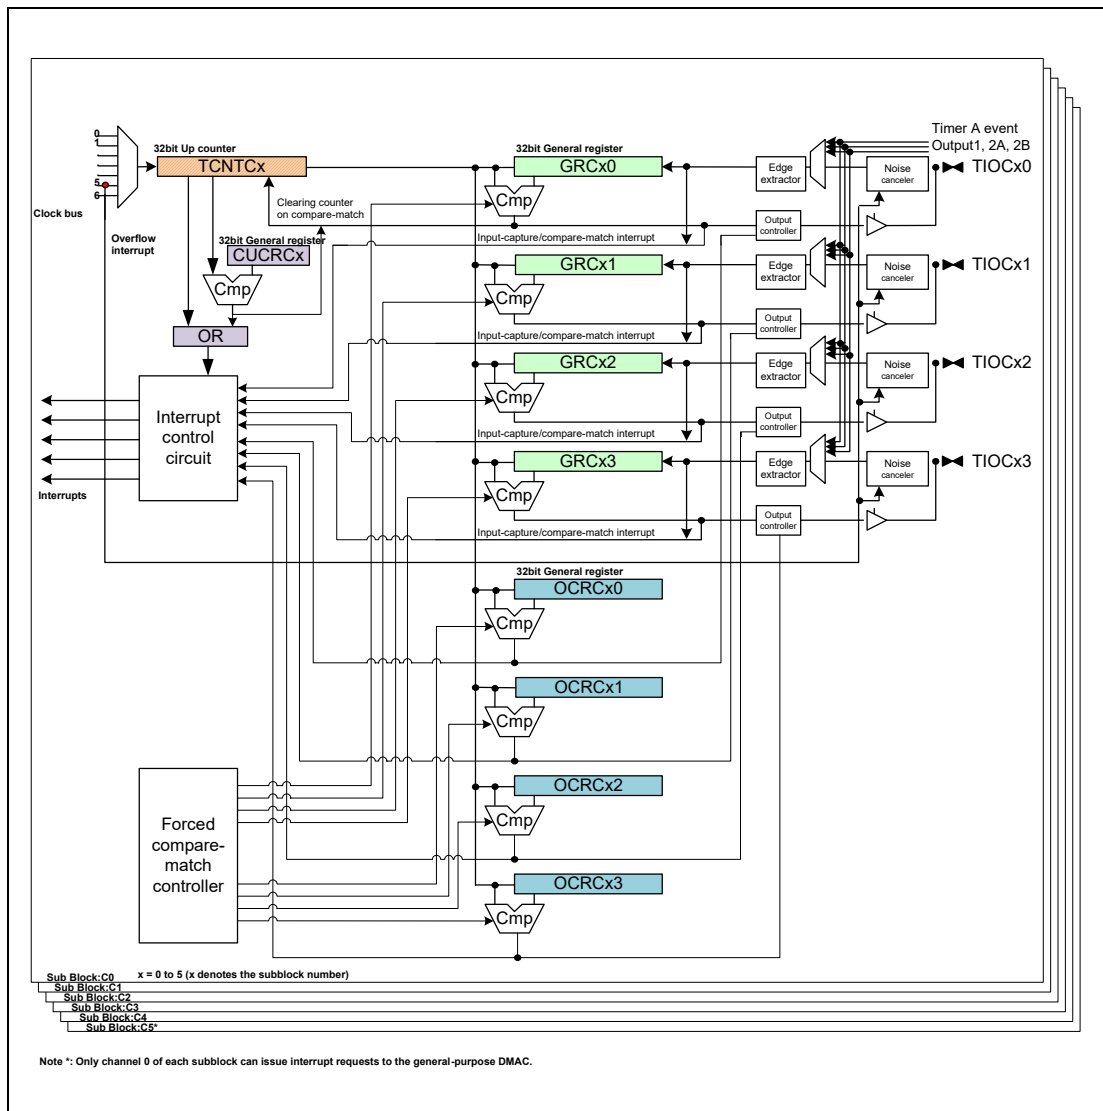 Timer A event
Output1, 2A, 2B
0
1
5
6
Clock bus
32bit Up counter
TCNTCx
Overflow
interrupt
Clearing counter
on compare-match
32bit General register
CUCRCx
Cmp
OR
Interrupt
control
circuit
Interrupts
32bit General register
GRCx0
Cmp
Input-capture/compare-match interrupt
Edge
extractor
Output
controller
Noise
canceler
TIOCx0
GRCx1
Cmp
Input-capture/compare-match interrupt
Edge
extractor
Output
controller
Noise
canceler
TIOCx1
GRCx2
Cmp
Input-capture/compare-match interrupt
Edge
extractor
Output
controller
Noise
canceler
TIOCx2
GRCx3
Cmp
Input-capture/compare-match interrupt
Edge
extractor
Output
controller
Noise
canceler
TIOCx3
32bit General register
OCRCx0
Cmp
OCRCx1
Cmp
OCRCx2
Cmp
OCRCx3
Cmp
Forced
compare-
match
controller
Sub Block:C0 x = 0 to 5 (x denotes the subblock number)
Sub Block:C1
Sub Block:C2
Sub Block:C3
Sub Block:C4
Sub Block:C5*
Note *: Only channel 0 of each subblock can issue interrupt requests to the general-purpose DMAC.